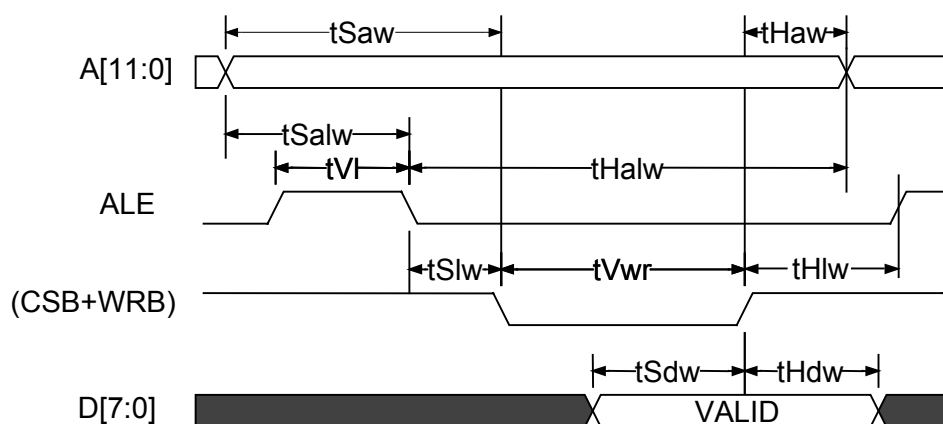 tSaw tHaw
A[11:0]
tSalw
tVl tHalw
ALE
tSlw tVwr tHlw
(CSB+WRB)
tSdw tHdw
D[7:0] VALID